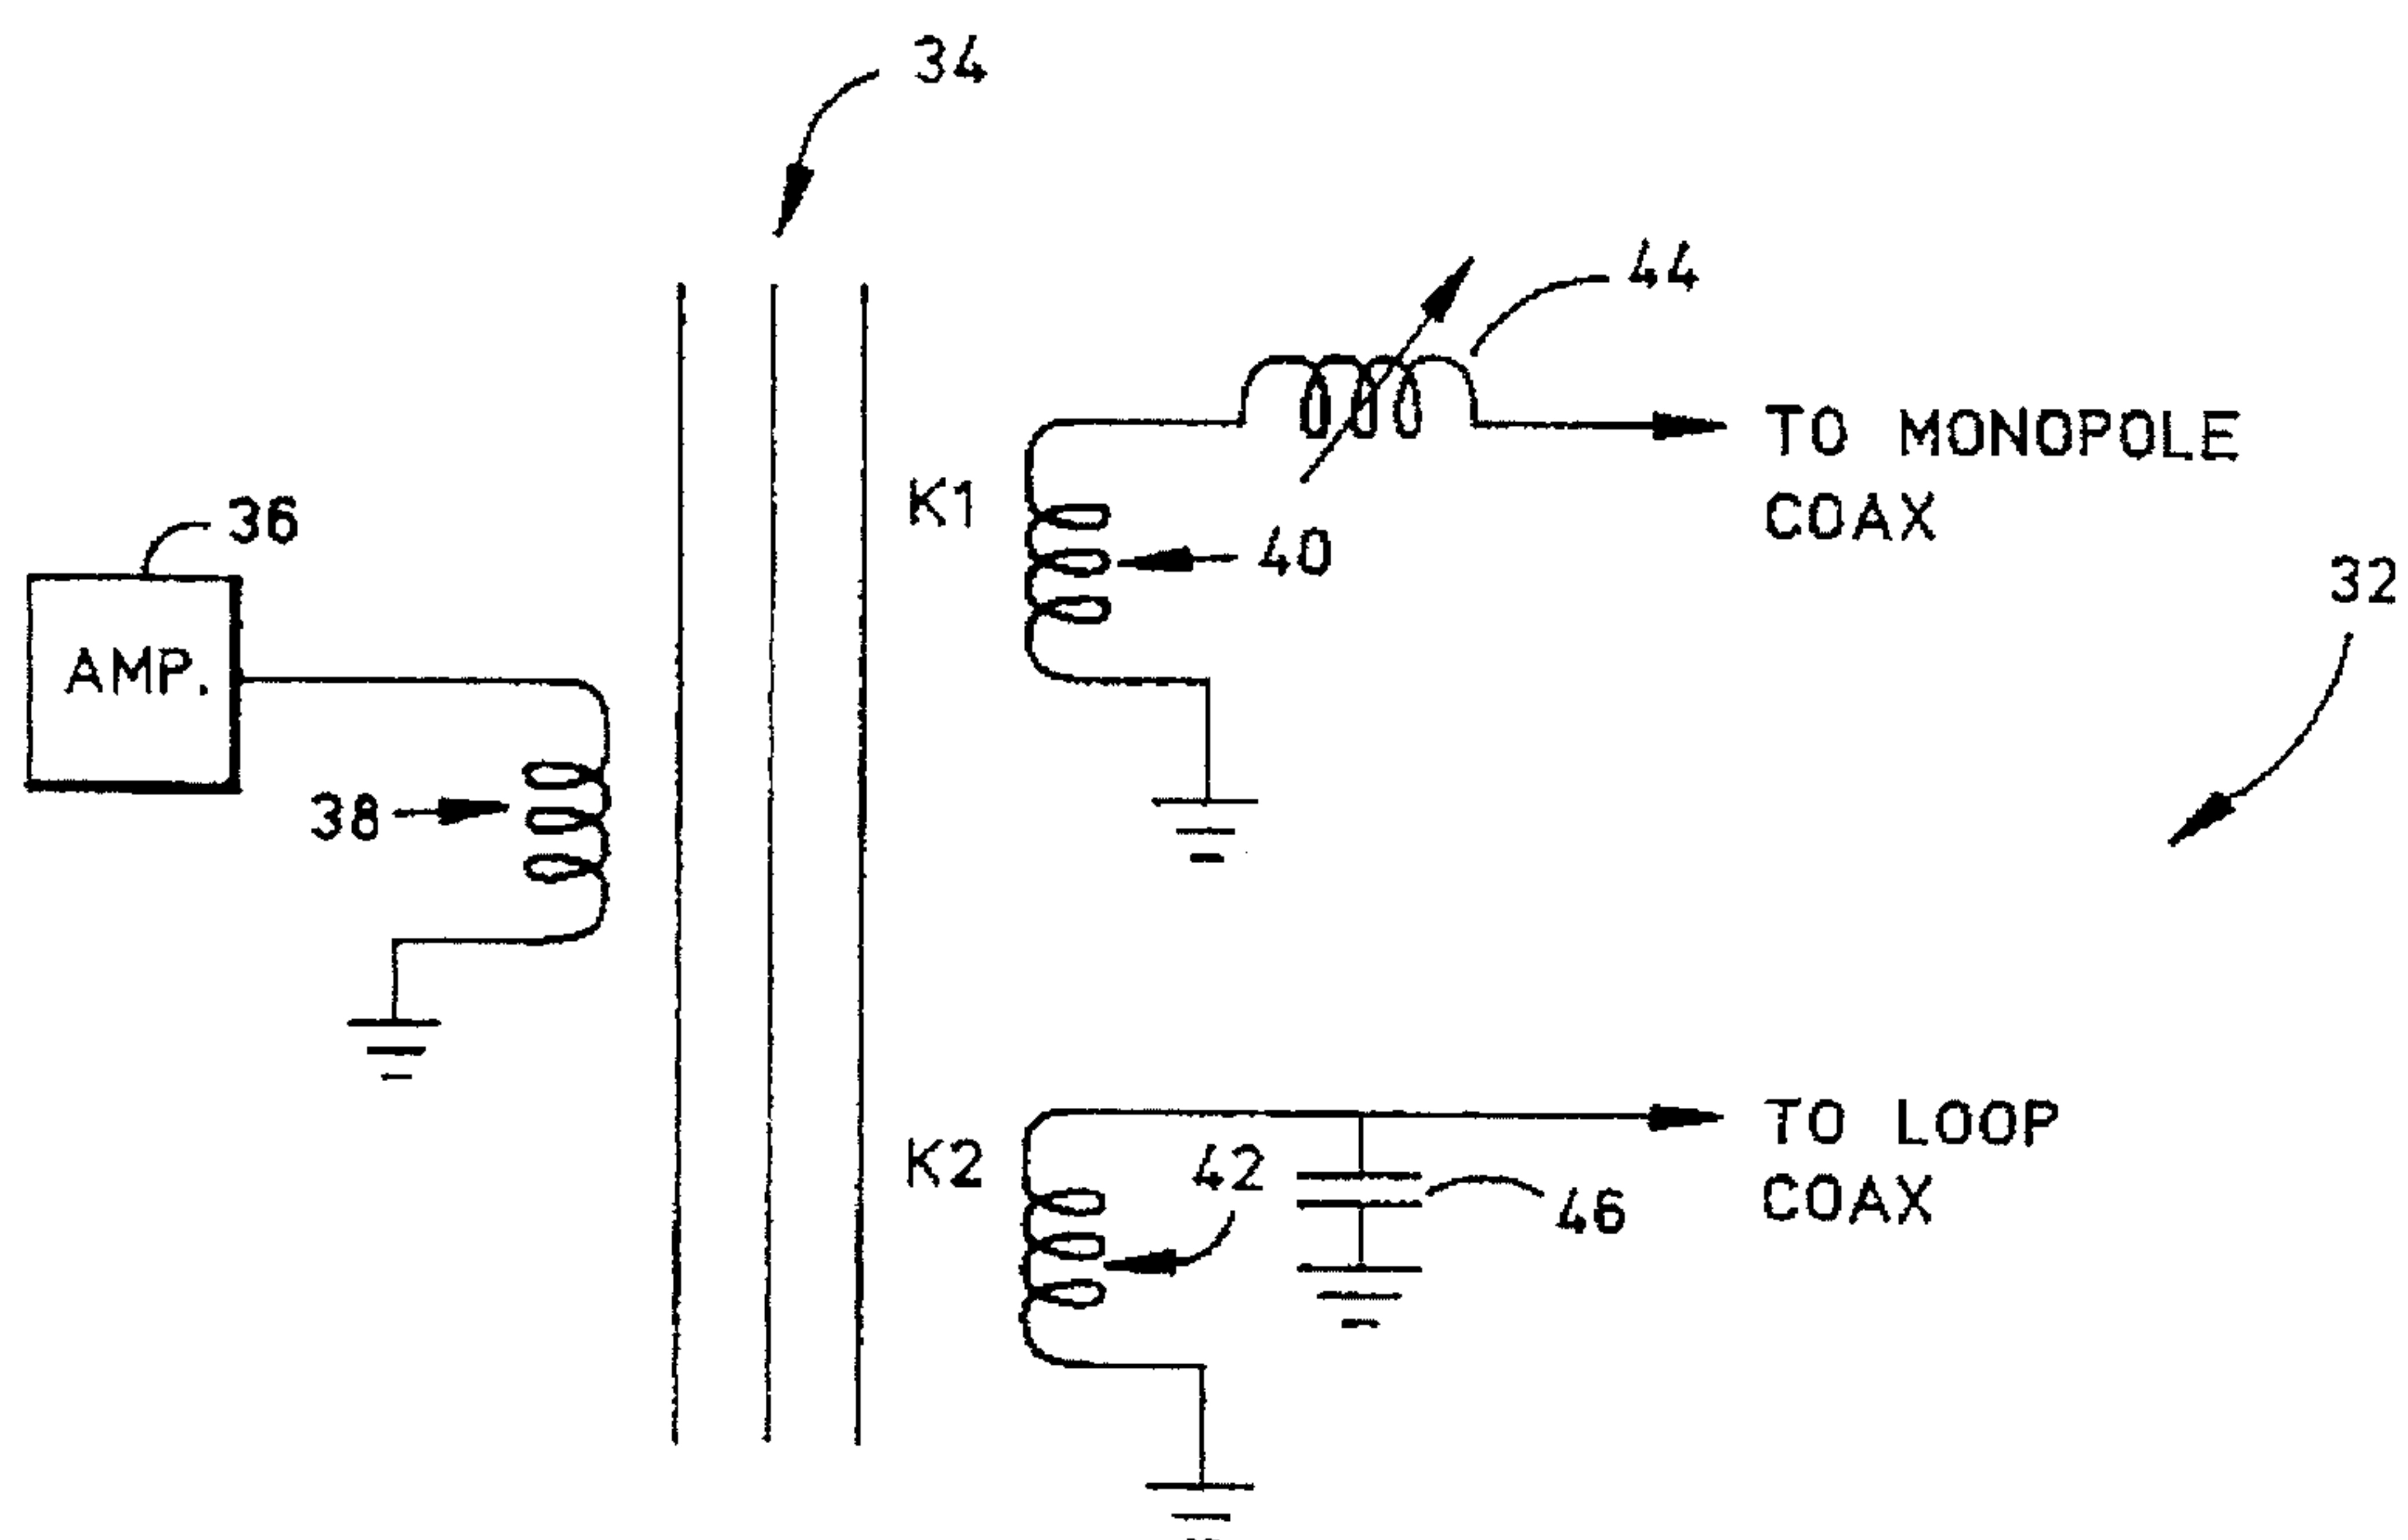 34
44
TO MONOPOLE
COAX
K1
40
36
32
AMP.
38
TO LOOP
COAX
K2
42
46